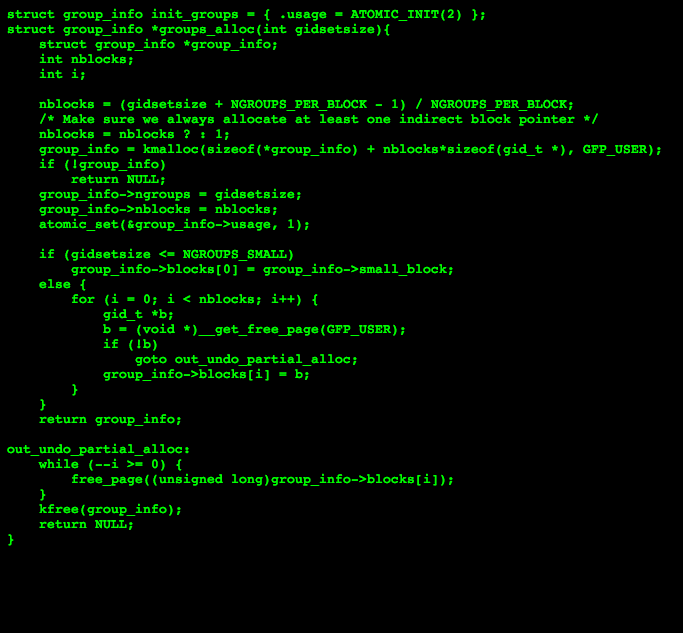 struct group_info init_groups = { .usage = ATOMIC_INIT(2) };
struct group_info *groups_alloc(int gidsetsize){
    struct group_info *group_info;
    int nblocks;
    int i;

    nblocks = (gidsetsize + NGROUPS_PER_BLOCK - 1) / NGROUPS_PER_BLOCK;
    /* Make sure we always allocate at least one indirect block pointer */
    nblocks = nblocks ? : 1;
    group_info = kmalloc(sizeof(*group_info) + nblocks*sizeof(gid_t *), GFP_USER);
    if (!group_info)
        return NULL;
    group_info->ngroups = gidsetsize;
    group_info->nblocks = nblocks;
    atomic_set(&group_info->usage, 1);

    if (gidsetsize <= NGROUPS_SMALL)
        group_info->blocks[0] = group_info->small_block;
    else {
        for (i = 0; i < nblocks; i++) {
            gid_t *b;
            b = (void *)__get_free_page(GFP_USER);
            if (!b)
                goto out_undo_partial_alloc;
            group_info->blocks[i] = b;
        }
    }
    return group_info;

out_undo_partial_alloc:
    while (--i >= 0) {
        free_page((unsigned long)group_info->blocks[i]);
    }
    kfree(group_info);
    return NULL;
}